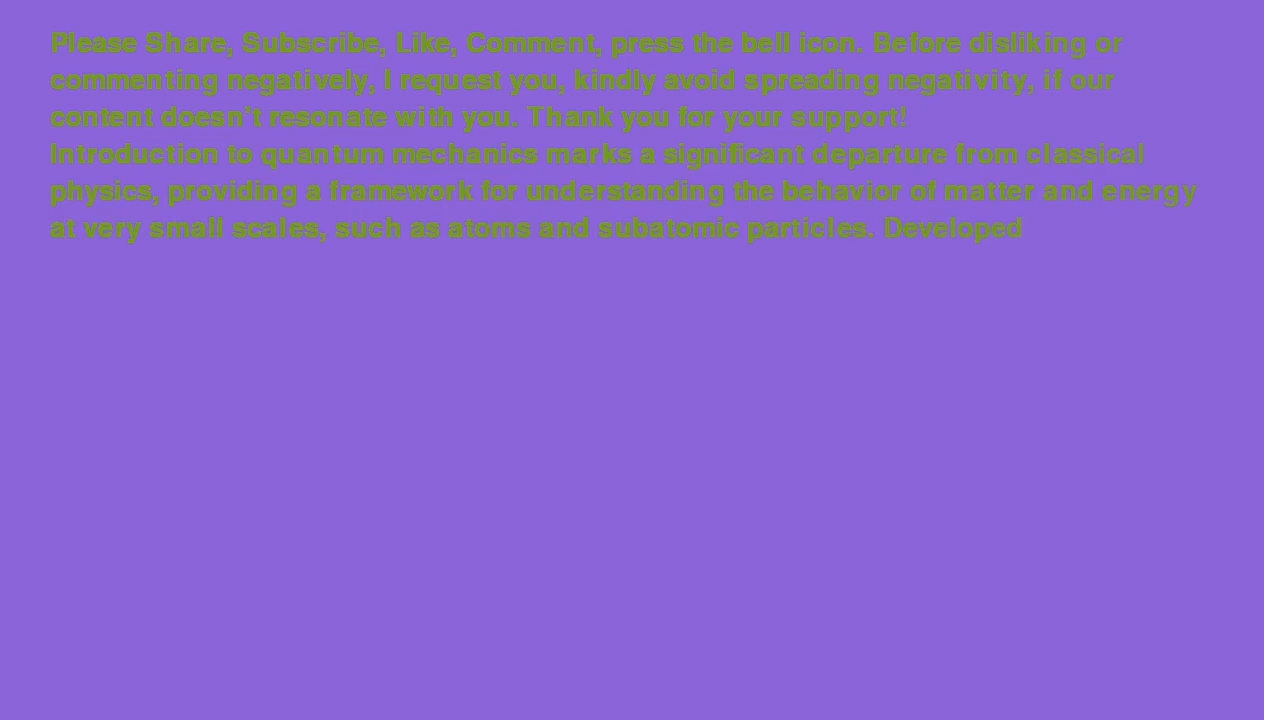 Please Share, Subscribe, Like, Comment, press the bell icon. Before disliking or
commenting negatively, I request you, kindly avoid spreading negativity, if our
content doesn't resonate with you. Thank you for your support!
Introduction to quantum mechanics marks a significant departure from classical
physics, providing a framework for understanding the behavior of matter and energy
at very small scales, such as atoms and subatomic particles. Developed